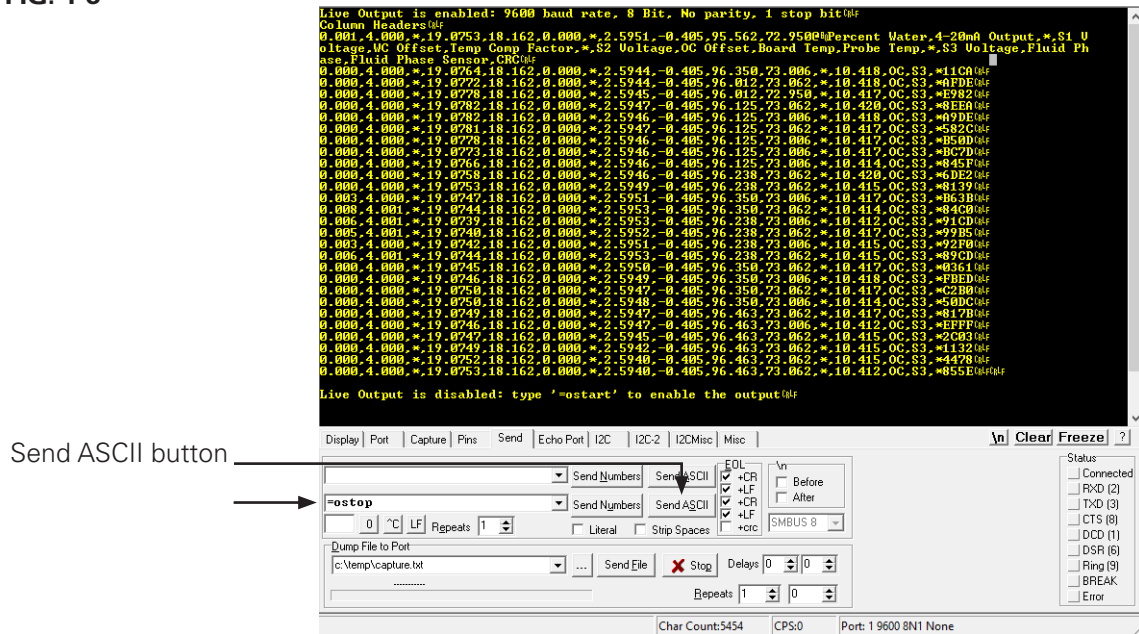 Live Output is enabled: 9600 baud rate, 8 Bit, No parity, 1 stop bit
Column Headers
0.001,4.000,*,19.0753,18.162,0.000,*,2.5951,-0.405,95.562,72.950@Percent Water,4-20mA Output,*,S1 V
oltage,WC Offset,Temp Comp Factor,*,S2 Voltage,OC Offset,Board Temp,Probe Temp,*,S3 Voltage,Fluid Ph
ase,Fluid Phase Sensor,CRC
0.000,4.000,*,19.0764,18.162,0.000,*,2.5944,-0.405,96.350,73.006,*,10.418,OC,S3,*11CA
0.000,4.000,*,19.0772,18.162,0.000,*,2.5944,-0.405,96.012,73.062,*,10.418,OC,S3,*AFDE
0.000,4.000,*,19.0778,18.162,0.000,*,2.5945,-0.405,96.012,72.950,*,10.417,OC,S3,*E982
0.000,4.000,*,19.0782,18.162,0.000,*,2.5947,-0.405,96.125,73.062,*,10.420,OC,S3,*8EEA
0.000,4.000,*,19.0782,18.162,0.000,*,2.5946,-0.405,96.125,73.006,*,10.418,OC,S3,*A9DE
0.000,4.000,*,19.0781,18.162,0.000,*,2.5951,-0.405,96.125,73.062,*,10.417,OC,S3,*582C
0.000,4.000,*,19.0778,18.162,0.000,*,2.5946,-0.405,96.125,73.006,*,10.417,OC,S3,*B50D
0.000,4.000,*,19.0773,18.162,0.000,*,2.5946,-0.405,96.125,73.006,*,10.417,OC,S3,*BC7D
0.000,4.000,*,19.0766,18.162,0.000,*,2.5946,-0.405,96.125,73.006,*,10.414,OC,S3,*845F
0.000,4.000,*,19.0758,18.162,0.000,*,2.5946,-0.405,96.238,73.062,*,10.420,OC,S3,*6DE2
0.000,4.000,*,19.0753,18.162,0.000,*,2.5949,-0.405,96.238,73.062,*,10.415,OC,S3,*8139
0.003,4.000,*,19.0747,18.162,0.000,*,2.5951,-0.405,96.350,73.006,*,10.417,OC,S3,*B63B
0.008,4.001,*,19.0744,18.162,0.000,*,2.5953,-0.405,96.350,73.062,*,10.414,OC,S3,*84C0
0.006,4.001,*,19.0739,18.162,0.000,*,2.5953,-0.405,96.238,73.006,*,10.412,OC,S3,*91CD
0.005,4.001,*,19.0740,18.162,0.000,*,2.5952,-0.405,96.238,73.062,*,10.417,OC,S3,*99B5
0.003,4.000,*,19.0742,18.162,0.000,*,2.5951,-0.405,96.238,73.006,*,10.415,OC,S3,*92F0
0.006,4.001,*,19.0744,18.162,0.000,*,2.5953,-0.405,96.238,73.006,*,10.415,OC,S3,*89CD
0.000,4.000,*,19.0745,18.162,0.000,*,2.5950,-0.405,96.350,73.062,*,10.417,OC,S3,*0361
0.000,4.000,*,19.0746,18.162,0.000,*,2.5949,-0.405,96.350,73.006,*,10.418,OC,S3,*FBED
0.000,4.000,*,19.0750,18.162,0.000,*,2.5947,-0.405,96.350,73.062,*,10.417,OC,S3,*C2B0
0.000,4.000,*,19.0750,18.162,0.000,*,2.5948,-0.405,96.350,73.006,*,10.414,OC,S3,*50DC
0.000,4.000,*,19.0749,18.162,0.000,*,2.5947,-0.405,96.463,73.062,*,10.417,OC,S3,*817B
0.000,4.000,*,19.0746,18.162,0.000,*,2.5947,-0.405,96.463,73.006,*,10.412,OC,S3,*EFFF
0.000,4.000,*,19.0747,18.162,0.000,*,2.5945,-0.405,96.463,73.062,*,10.415,OC,S3,*2C03
0.000,4.000,*,19.0749,18.162,0.000,*,2.5942,-0.405,96.463,73.062,*,10.415,OC,S3,*1132
0.000,4.000,*,19.0752,18.162,0.000,*,2.5940,-0.405,96.463,73.062,*,10.415,OC,S3,*4478
0.000,4.000,*,19.0753,18.162,0.000,*,2.5940,-0.405,96.463,73.062,*,10.412,OC,S3,*855E
Live Output is disabled: type '=ostart' to enable the output
Display Port Capture Pins Send Echo Port I2C I2C-2 I2CMisc Misc \n Clear Freeze ?
Send ASCII button
Send Numbers Send ASCII
EOL
+CR
+LF
+CR
+LF
+crc
\n
Before
After
SMBUS 8
=ostop Send Numbers Send ASCII
0 ^C LF Repeats 1 Literal Strip Spaces
Dump File to Port
c:\temp\capture.txt ... Send File Stop Delays 0 0
Repeats 1 0
Status
Connected
RXD (2)
TXD (3)
CTS (8)
DCD (1)
DSR (6)
Ring (9)
BREAK
Error
Char Count:5454 CPS:0 Port: 1 9600 8N1 None